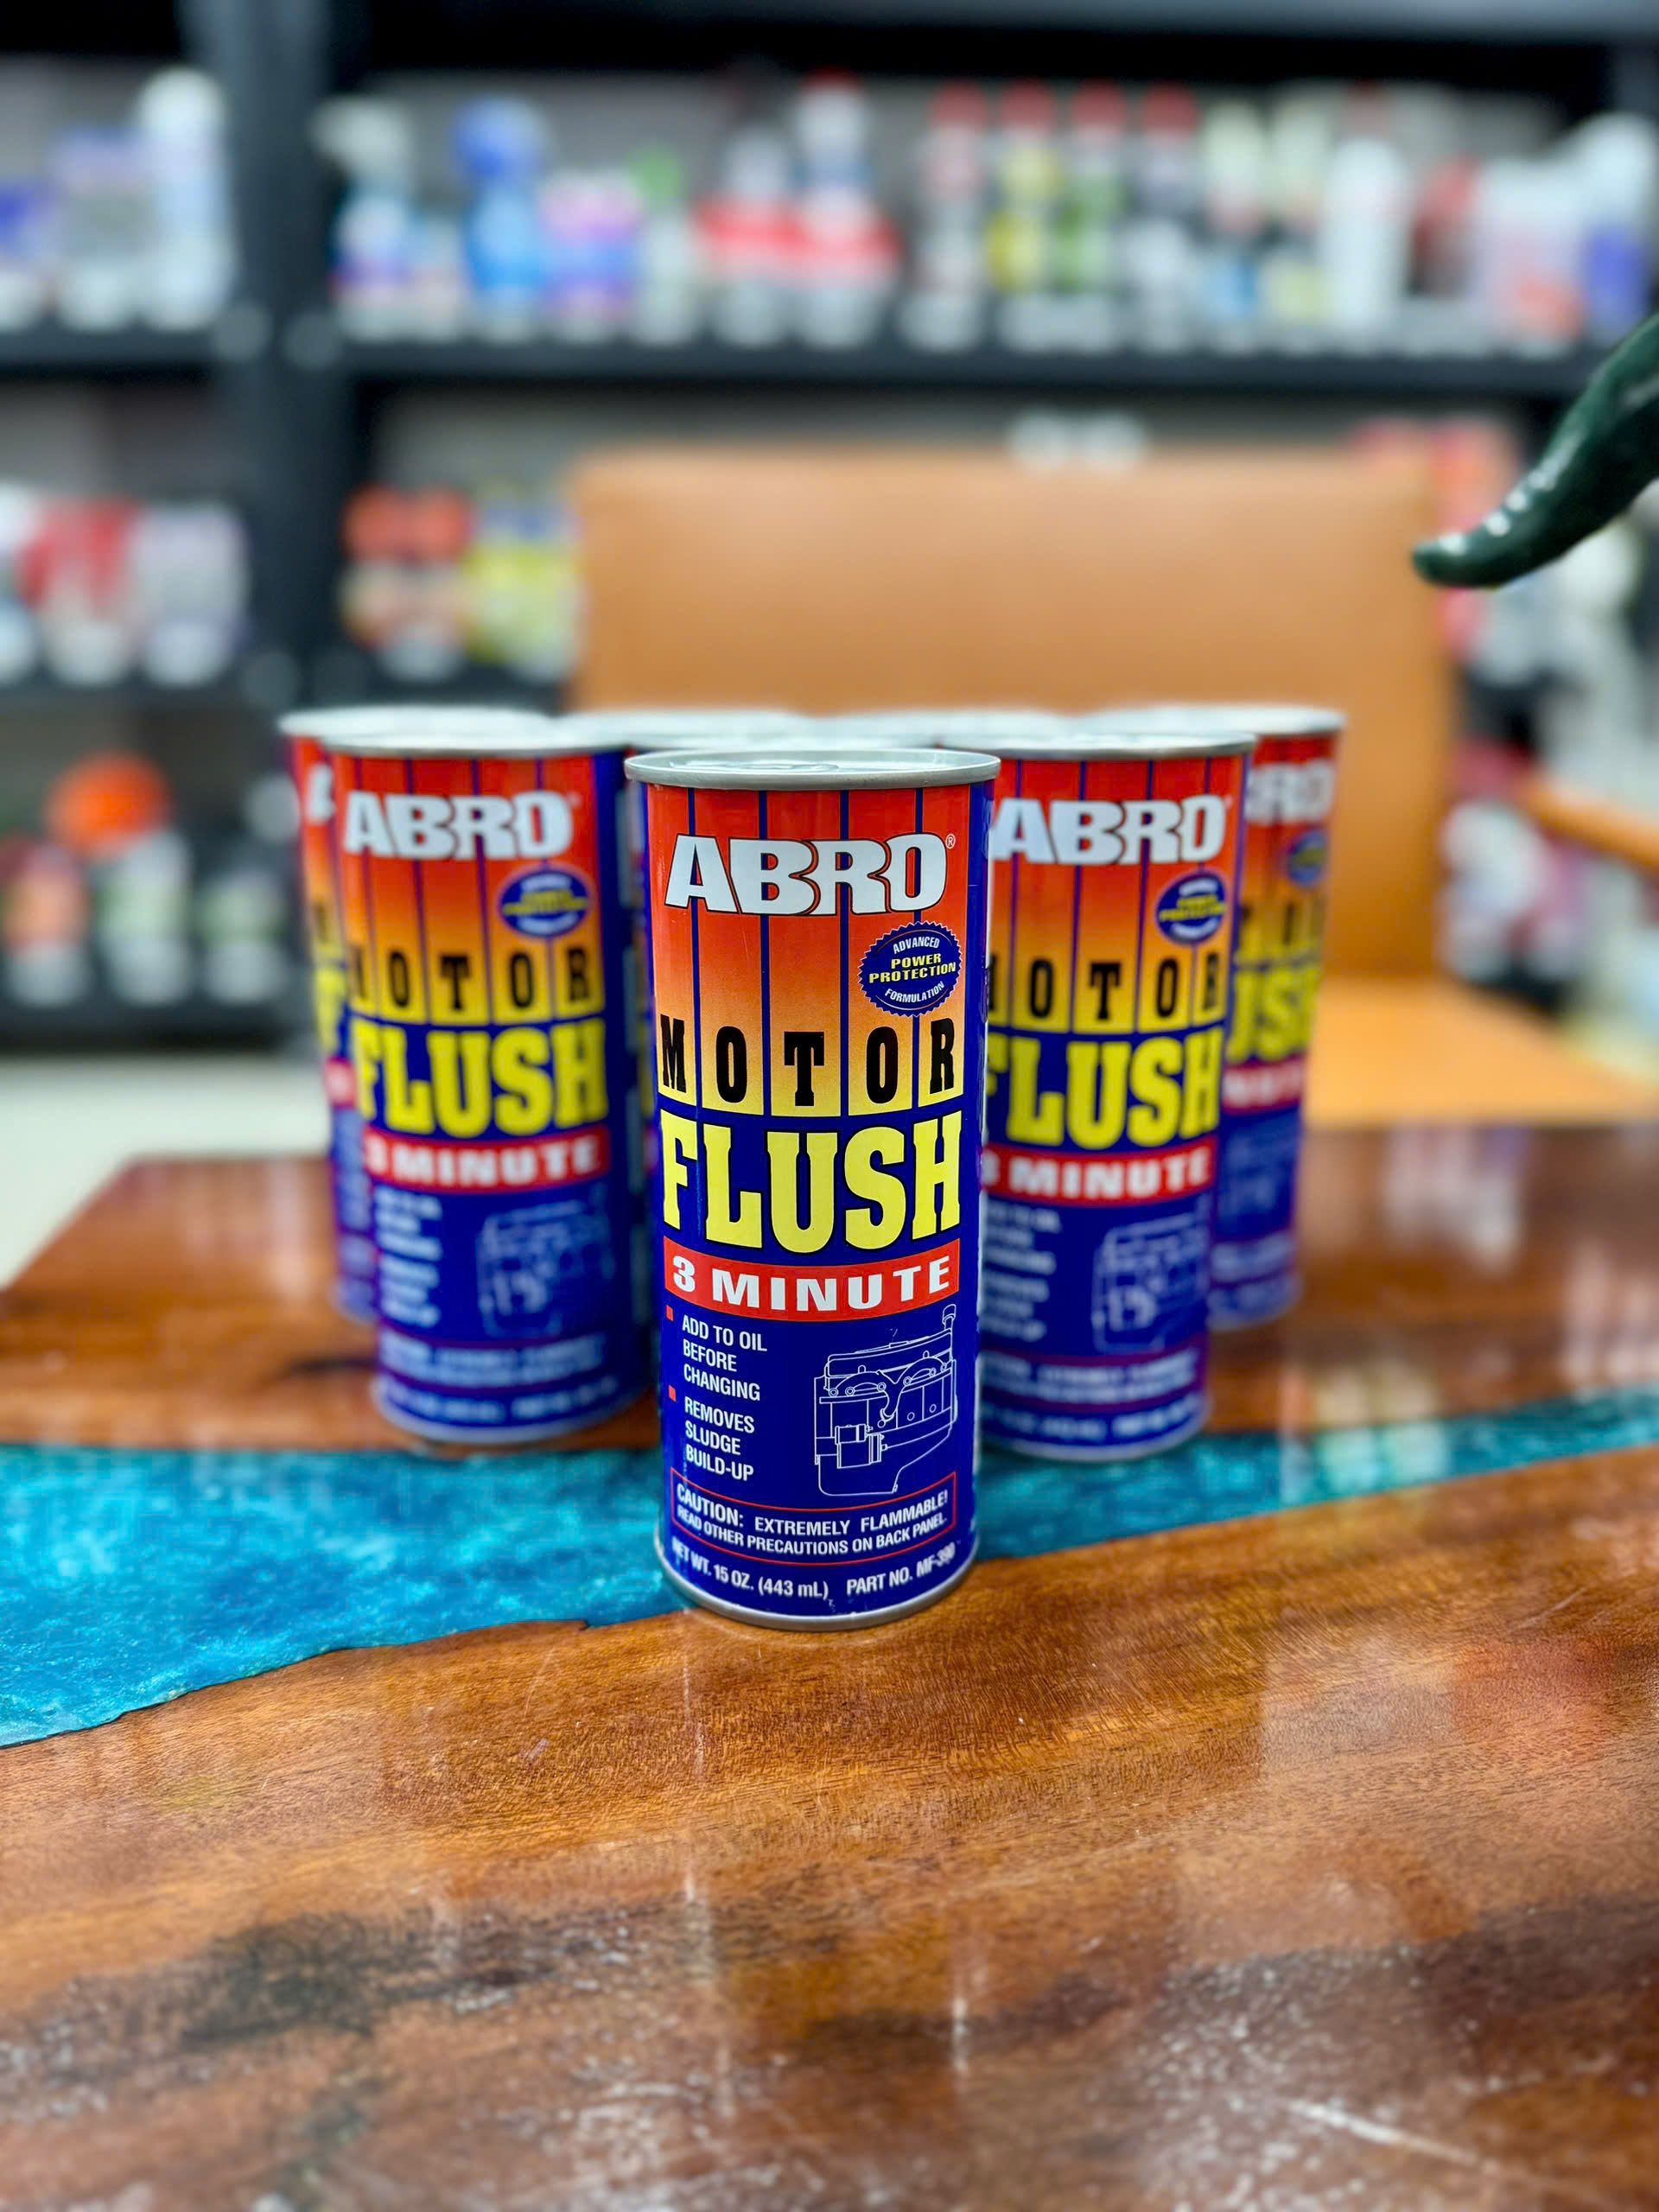 ABRO®
ADVANCED
POWER
PROTECTION
FORMULATION
MOTOR
FLUSH
3 MINUTE
ADD TO OIL
BEFORE
CHANGING
REMOVES
SLUDGE
BUILD-UP
CAUTION: EXTREMELY FLAMMABLE!
READ OTHER PRECAUTIONS ON BACK PANEL.
NET WT. 15 OZ. (443 mL) PART NO. MF-390
ABRO
MOTOR
FLUSH
3 MINUTE
ABRO
MOTOR
FLUSH
3 MINUTE